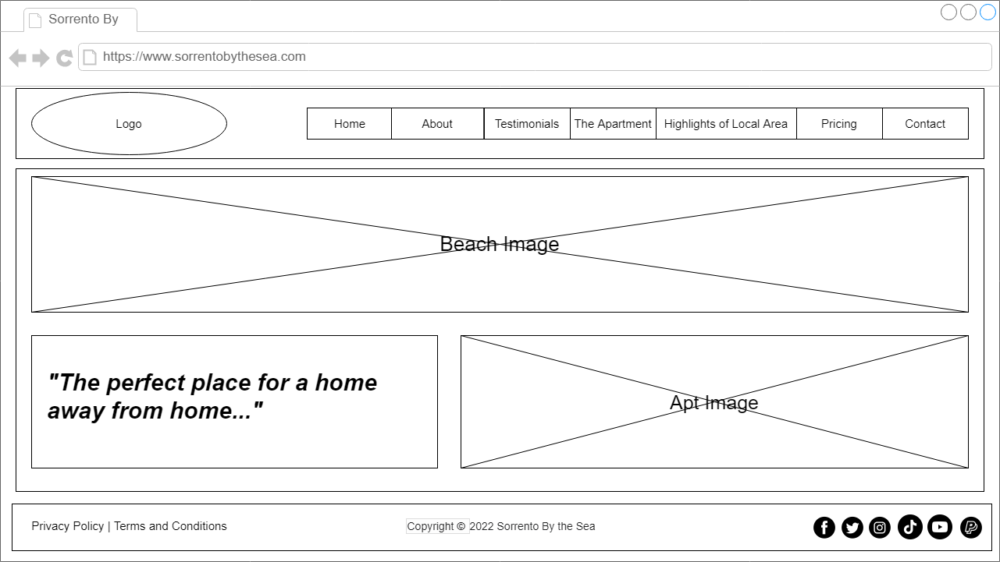 Sorrento By
https://www.sorrentobythesea.com
Logo
Home About Testimonials The Apartment Highlights of Local Area Pricing Contact
Beach Image
"The perfect place for a home
away from home..."
Apt Image
Privacy Policy | Terms and Conditions Copyright © 2022 Sorrento By the Sea